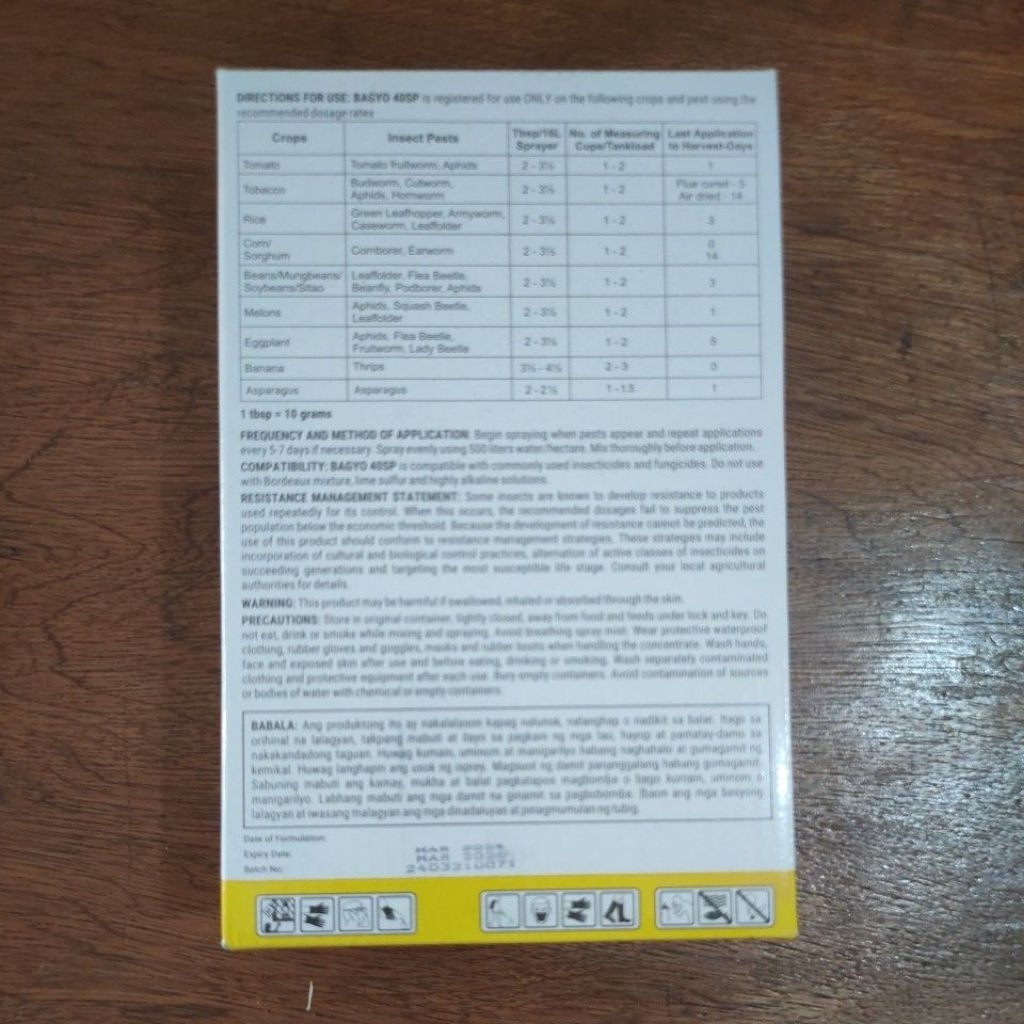 DIRECTIONS FOR USE: BAGYO 40SP is registered for use ONLY on the following crops and pest using the
recommended dosage rates
Crops Insect Pests Tbsp/16L Sprayer No. of Measuring Cups/Tankload Last Application to Harvest-Days
Tomato Tomato fruitworm, Aphids 2 - 3½ 1 - 2 1
Tobacco Budworm, Cutworm, Aphids, Hornworm 2 - 3½ 1 - 2 Flue cured - 5 Air dried - 14
Rice Green Leafhopper, Armyworm, Caseworm, Leaffolder 2 - 3½ 1 - 2 3
Corn/ Sorghum Cornborer, Earworm 2 - 3½ 1 - 2 0 14
Beans/Mungbeans/ Soybeans/Sitao Leaffolder, Flea Beetle, Beanfly, Podborer, Aphids 2 - 3½ 1 - 2 3
Melons Aphids, Squash Beetle, Leaffolder 2 - 3½ 1 - 2 1
Eggplant Aphids, Flea Beetle, Fruitworm, Lady Beetle 2 - 3½ 1 - 2 5
Banana Thrips 3½ - 4½ 2 - 3 0
Asparagus Asparagus 2 - 2½ 1 - 1.5 1
1 tbsp = 10 grams
FREQUENCY AND METHOD OF APPLICATION: Begin spraying when pests appear and repeat applications
every 5-7 days if necessary. Spray evenly using 500 liters water/hectare. Mix thoroughly before application.
COMPATIBILITY: BAGYO 40SP is compatible with commonly used insecticides and fungicides. Do not use
with Bordeaux mixture, lime sulfur and highly alkaline solutions.
RESISTANCE MANAGEMENT STATEMENT: Some insects are known to develop resistance to products
used repeatedly for its control. When this occurs, the recommended dosages fail to suppress the pest
population below the economic threshold. Because the development of resistance cannot be predicted, the
use of this product should conform to resistance management strategies. These strategies may include
incorporation of cultural and biological control practices, alternation of active classes of insecticides on
succeeding generations and targeting the most susceptible life stage. Consult your local agricultural
authorities for details.
WARNING: This product may be harmful if swallowed, inhaled or absorbed through the skin.
PRECAUTIONS: Store in original container, tightly closed, away from food and feeds under lock and key. Do
not eat, drink or smoke while mixing and spraying. Avoid breathing spray mist. Wear protective waterproof
clothing, rubber gloves and goggles, masks and rubber boots when handling the concentrate. Wash hands,
face and exposed skin after use and before eating, drinking or smoking. Wash separately contaminated
clothing and protective equipment after each use. Bury empty containers. Avoid contamination of sources
or bodies of water with chemical or empty containers.
BABALA: Ang produktong ito ay nakalalason kapag nalunok, nalanghap o nadikit sa balat. Itago sa
orihinal na lalagyan, takpang mabuti at ilayo sa pagkain ng mga tao, hayop at pamatay-damo sa
nakakandadong taguan. Huwag kumain, uminom at manigarilyo habang naghahalo at gumagamit ng
kemikal. Huwag langhapin ang usok ng ispray. Magsuot ng damit pananggalang habang gumagamit.
Sabuning mabuti ang kamay, mukha at balat pagkatapos magbomba o bago kumain, uminom o
manigarilyo. Labhang mabuti ang mga damit na ginamit sa pagbobomba. Ibaon ang mga basyong
lalagyan at iwasang malagyan ang mga dinadaluyan at pinagmumulan ng tubig.
Date of Formulation: MAR 2024
Expiry Date: MAR 2026
Batch No: 2403210871